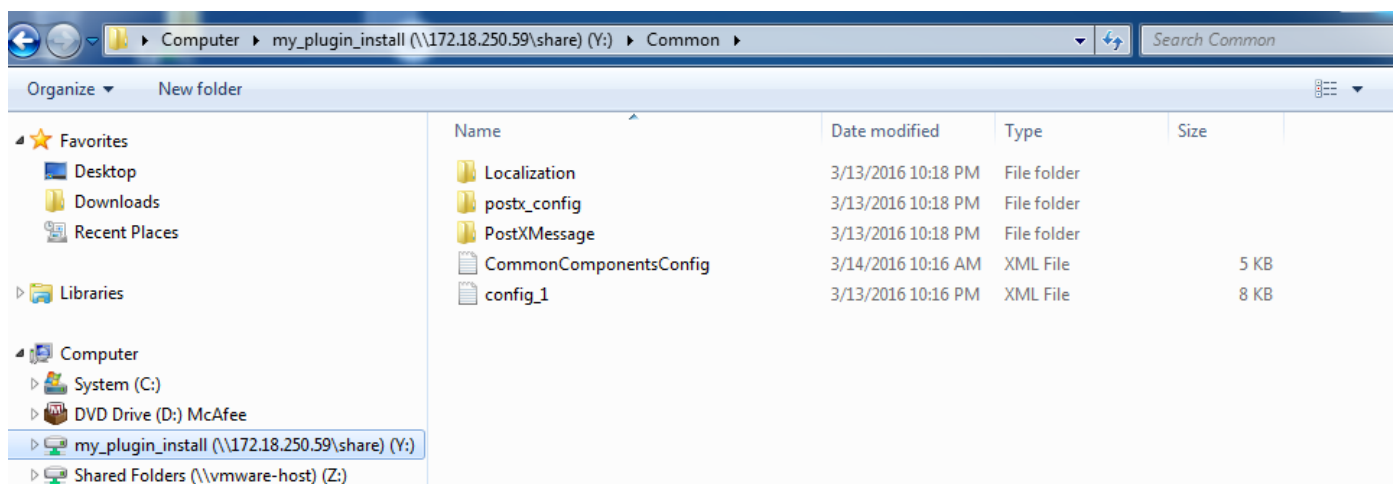 Computer my_plugin_install (\\172.18.250.59\share) (Y:) Common Search Common
Organize New folder
Favorites
Desktop
Downloads
Recent Places
Libraries
Computer
System (C:)
DVD Drive (D:) McAfee
my_plugin_install (\\172.18.250.59\share) (Y:)
Shared Folders (\\vmware-host) (Z:)
Name Date modified Type Size
Localization 3/13/2016 10:18 PM File folder
postx_config 3/13/2016 10:18 PM File folder
PostXMessage 3/13/2016 10:18 PM File folder
CommonComponentsConfig 3/14/2016 10:16 AM XML File 5 KB
config_1 3/13/2016 10:16 PM XML File 8 KB